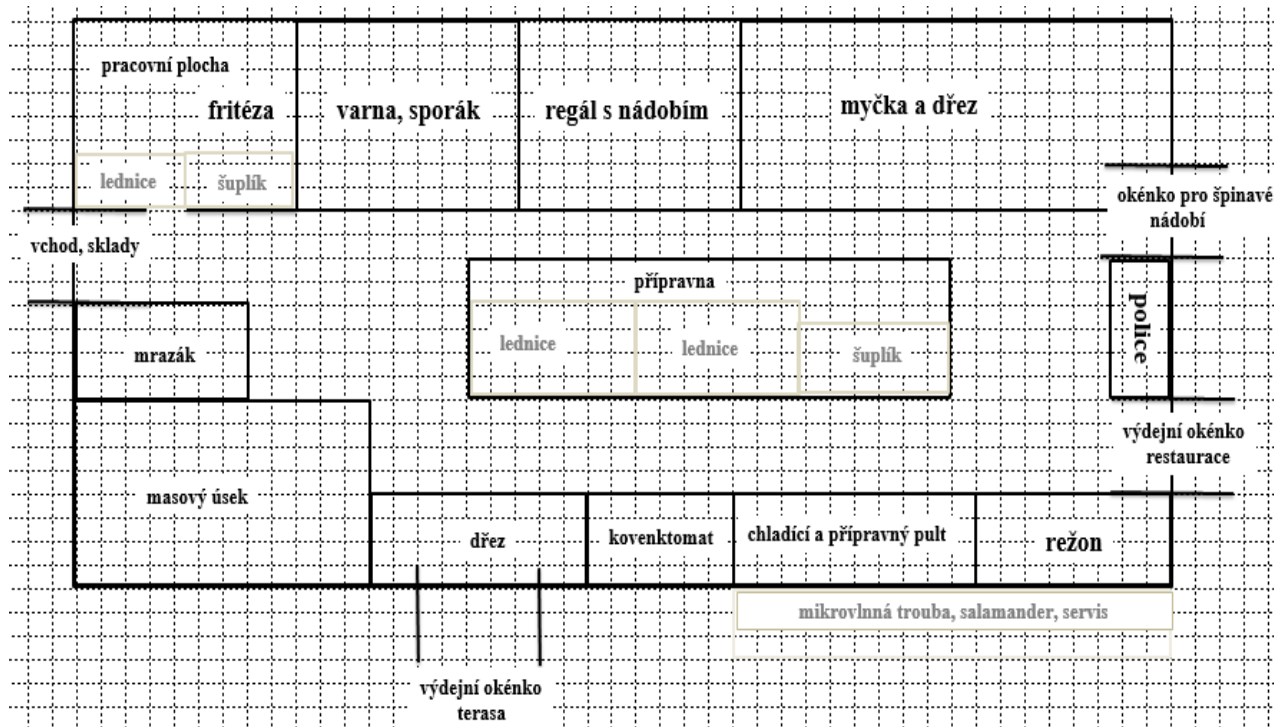 pracovní plocha
fritéza
varna, sporák
regál s nádobím
myčka a dřez
lednice
šuplík
okénko pro špinavé
nádobí
vchod, sklady
přípravna
lednice
lednice
šuplík
police
mrazák
výdejní okénko
restaurace
masový úsek
dřez
kovenktomat
chladící a přípravný pult
režon
mikrovlnná trouba, salamander, servis
výdejní okénko
terasa